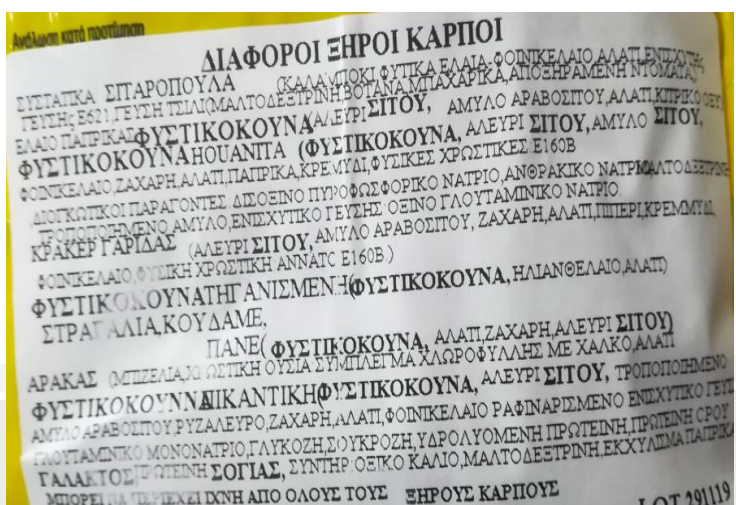 Ανάλωση κατά προτίμηση
ΔΙΑΦΟΡΟΙ ΞΗΡΟΙ ΚΑΡΠΟΙ
ΣΥΣΤΑΤΙΚΑ ΣΙΤΑΡΟΠΟΥΛΑ (ΚΑΛΑΜΠΟΚΙ,ΦΥΤΙΚΑ ΕΛΑΙΑ-ΦΟΙΝΙΚΕΛΑΙΟ,ΑΛΑΤΙ,ΕΝΙΣΧΥΤΗΣ
ΓΕΥΣΗς Ε621,ΓΕΥΣΗ ΤΣΙΛΙ(ΜΑΛΤΟΔΕΞΤΡΙΝΗ,ΒΟΤΑΝΑ,ΜΠΑΧΑΡΙΚΑ,ΑΠΟΞΗΡΑΜΕΝΗ ΝΤΟΜΑΤΑ,
ΕΛΑΙΟ ΠΑΠΡΙΚΑΣ ΦΥΣΤΙΚΟΚΟΥΝΑ(ΑΛΕΥΡΙ ΣΙΤΟΥ, ΑΜΥΛΟ ΑΡΑΒΟΣΙΤΟΥ,ΑΛΑΤΙ,ΚΙΤΡΙΚΟ ΟΞΥ)
ΦΥΣΤΙΚΟΚΟΥΝΑ HOUANITA (ΦΥΣΤΙΚΟΚΟΥΝΑ, ΑΛΕΥΡΙ ΣΙΤΟΥ,ΑΜΥΛΟ ΣΙΤΟΥ,
ΦΟΙΝΙΚΕΛΑΙΟ,ΖΑΧΑΡΗ,ΑΛΑΤΙ,ΠΑΠΡΙΚΑ,ΚΡΕΜΥΔΙ,ΦΥΣΙΚΕΣ ΧΡΩΣΤΙΚΕΣ Ε160Β
ΔΙΟΓΚΩΤΙΚΟΙ ΠΑΡΑΓΟΝΤΕΣ: ΔΙΣΟΞΙΝΟ ΠΥΡΟΦΩΣΦΟΡΙΚΟ ΝΑΤΡΙΟ,ΑΝΘΡΑΚΙΚΟ ΝΑΤΡΙΟ ΜΑΛΤΟΔΕΞΤΡΙΝΗ
ΤΡΟΠΟΠΟΙΗΜΕΝΟ ΑΜΥΛΟ,ΕΝΙΣΧΥΤΙΚΟ ΓΕΥΣΗΣ ΟΞΙΝΟ ΓΛΟΥΤΑΜΙΝΙΚΟ ΝΑΤΡΙΟ.
ΚΡΑΚΕΡ ΓΑΡΙΔΑΣ (ΑΛΕΥΡΙ ΣΙΤΟΥ,ΑΜΥΛΟ ΑΡΑΒΟΣΙΤΟΥ, ΖΑΧΑΡΗ,ΑΛΑΤΙ,ΠΙΠΕΡΙ,ΚΡΕΜΜΥΔΙ,
ΦΟΙΝΙΚΕΛΑΙΟ,ΦΥΣΙΚΗ ΧΡΩΣΤΙΚΗ ΑΝΝΑΤΟ Ε160Β.)
ΦΥΣΤΙΚΟΚΟΥΝΑ ΤΗΓΑΝΙΣΜΕΝΗ(ΦΥΣΤΙΚΟΚΟΥΝΑ,ΗΛΙΑΝΘΕΛΑΙΟ,ΑΛΑΤΙ)
ΣΤΡΑΓΑΛΙΑ,ΚΟΥΔΑΜΕ,
ΠΑΝΕ( ΦΥΣΤΙΚΟΚΟΥΝΑ, ΑΛΑΤΙ,ΖΑΧΑΡΗ,ΑΛΕΥΡΙ ΣΙΤΟΥ)
ΑΡΑΚΑΣ (ΜΠΙΖΕΛΙΑ,ΧΡΩΣΤΙΚΗ ΟΥΣΙΑ ΣΥΜΠΛΕΓΜΑ ΧΛΩΡΟΦΥΛΛΗΣ ΜΕ ΧΑΛΚΟ,ΑΛΑΤΙ
ΦΥΣΤΙΚΟΚΟΥΝΝΑ ΠΙΚΑΝΤΙΚΗ(ΦΥΣΤΙΚΟΚΟΥΝΑ, ΑΛΕΥΡΙ ΣΙΤΟΥ, ΤΡΟΠΟΠΟΙΗΜΕΝΟ
ΑΜΥΛΟ ΑΡΑΒΟΣΙΤΟΥ,ΡΥΖΑΛΕΥΡΟ,ΖΑΧΑΡΗ,ΑΛΑΤΙ,ΦΟΙΝΙΚΕΛΑΙΟ ΡΑΦΙΝΑΡΙΣΜΕΝΟ ΕΝΙΣΧΥΤΙΚΟ ΓΕΥΣ
ΓΛΟΥΤΑΜΙΝΙΚΟ ΜΟΝΟΝΑΤΡΙΟ,ΓΛΥΚΟΖΗ,ΣΟΥΚΡΟΖΗ,ΥΔΡΟΛΥΟΜΕΝΗ ΠΡΩΤΕΙΝΗ,ΠΡΩΤΕΙΝΗ ΟΡΟΥ
ΓΑΛΑΚΤΟΣ,ΠΡΩΤΕΙΝΗ ΣΟΓΙΑΣ, ΣΥΝΤΗΡ:ΟΞΙΚΟ ΚΑΛΙΟ,ΜΑΛΤΟΔΕΞΤΡΙΝΗ,ΕΚΧΥΛΙΣΜΑ ΠΑΠΡΙΚΑ
ΜΠΟΡΕΙ ΝΑ ΠΕΡΙΕΧΕΙ ΙΧΝΗ ΑΠΟ ΟΛΟΥΣ ΤΟΥΣ ΞΗΡΟΥΣ ΚΑΡΠΟΥΣ
LOT 291119